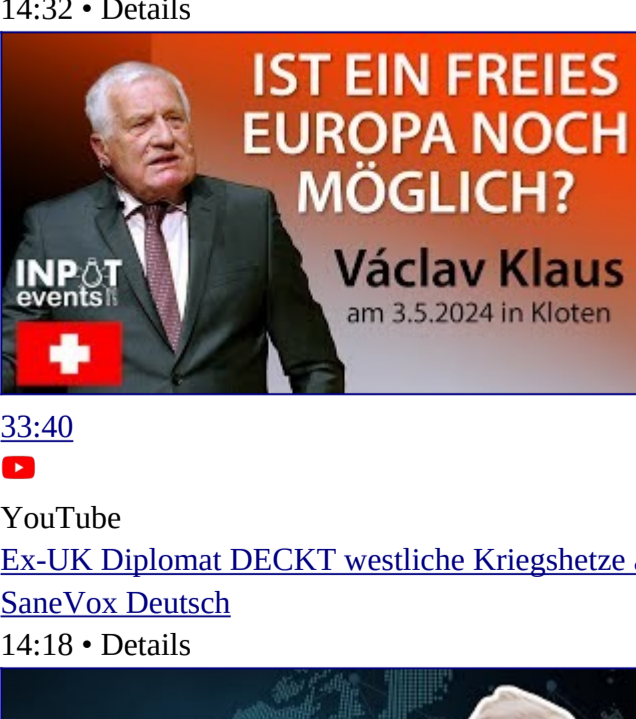 14:32 • Details
IST EIN FREIES
EUROPA NOCH
MÖGLICH?
Václav Klaus
am 3.5.2024 in Kloten
INPUT
events
33:40
YouTube
Ex-UK Diplomat DECKT westliche Kriegshetze
SaneVox Deutsch
14:18 • Details